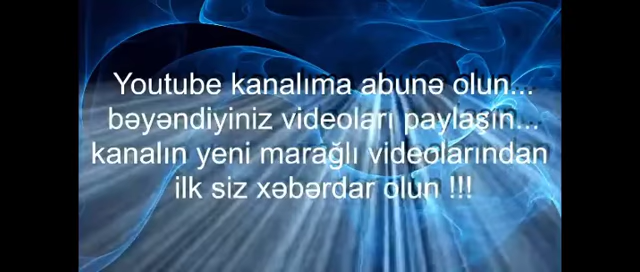 Youtube kanalıma abunə olun...
bəyəndiyiniz videoları paylaşın...
kanalın yeni marağlı videolarından
ilk siz xəbərdar olun !!!